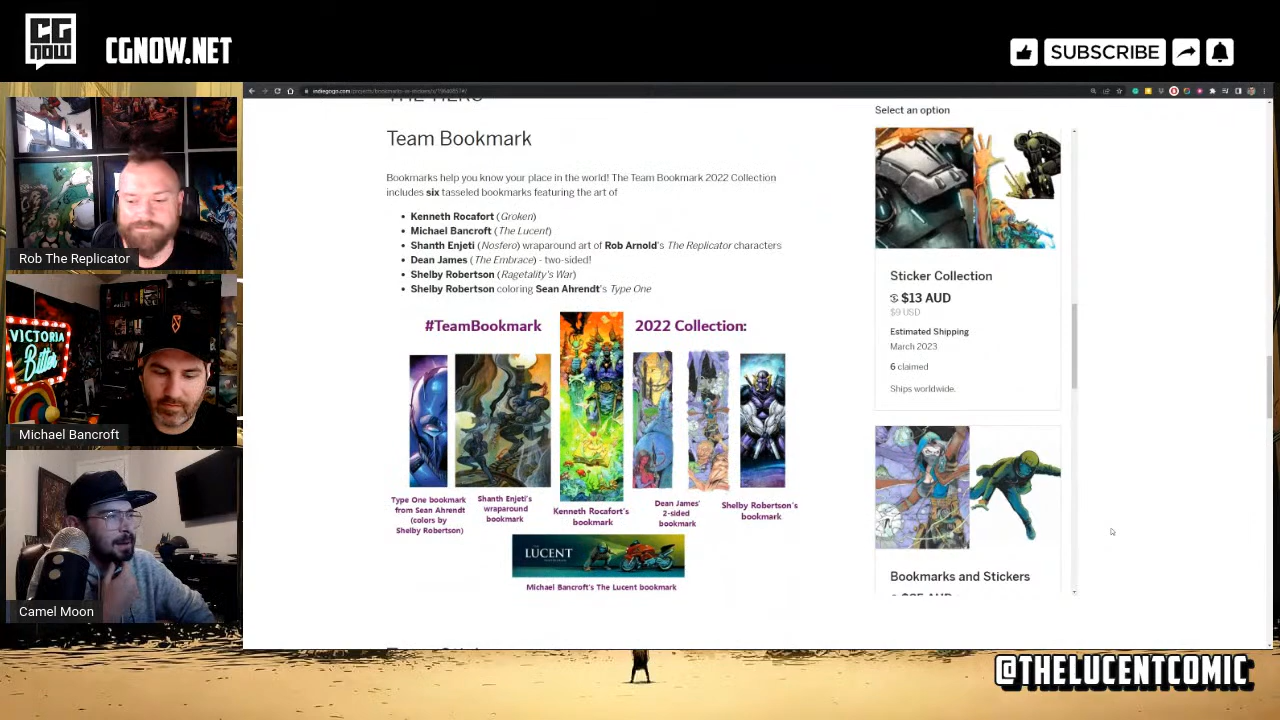 CG
NOW
CGNOW.NET
SUBSCRIBE
Rob The Replicator
VICTORIA
Bitter
Michael Bancroft
Camel Moon
THE HERO
Team Bookmark
Bookmarks help you know your place in the world! The Team Bookmark 2022 Collection
includes six tasseled bookmarks featuring the art of
• Kenneth Rocafort (Groken)
• Michael Bancroft (The Lucent)
• Shanth Enjeti (Nosfero) wraparound art of Rob Arnold's The Replicator characters
• Dean James (The Embrace) - two-sided!
• Shelby Robertson (Ragetality's War)
• Shelby Robertson coloring Sean Ahrendt's Type One
#TeamBookmark 2022 Collection:
Type One bookmark
from Sean Ahrendt
(colors by
Shelby Robertson)
Shanth Enjeti's
wraparound
bookmark
Kenneth Rocafort's
bookmark
Dean James'
2-sided
bookmark
Shelby Robertson's
bookmark
LUCENT
Michael Bancroft's The Lucent bookmark
Select an option
Sticker Collection
$13 AUD
$9 USD
Estimated Shipping
March 2023
6 claimed
Ships worldwide.
Bookmarks and Stickers
@THELUCENTCOMIC